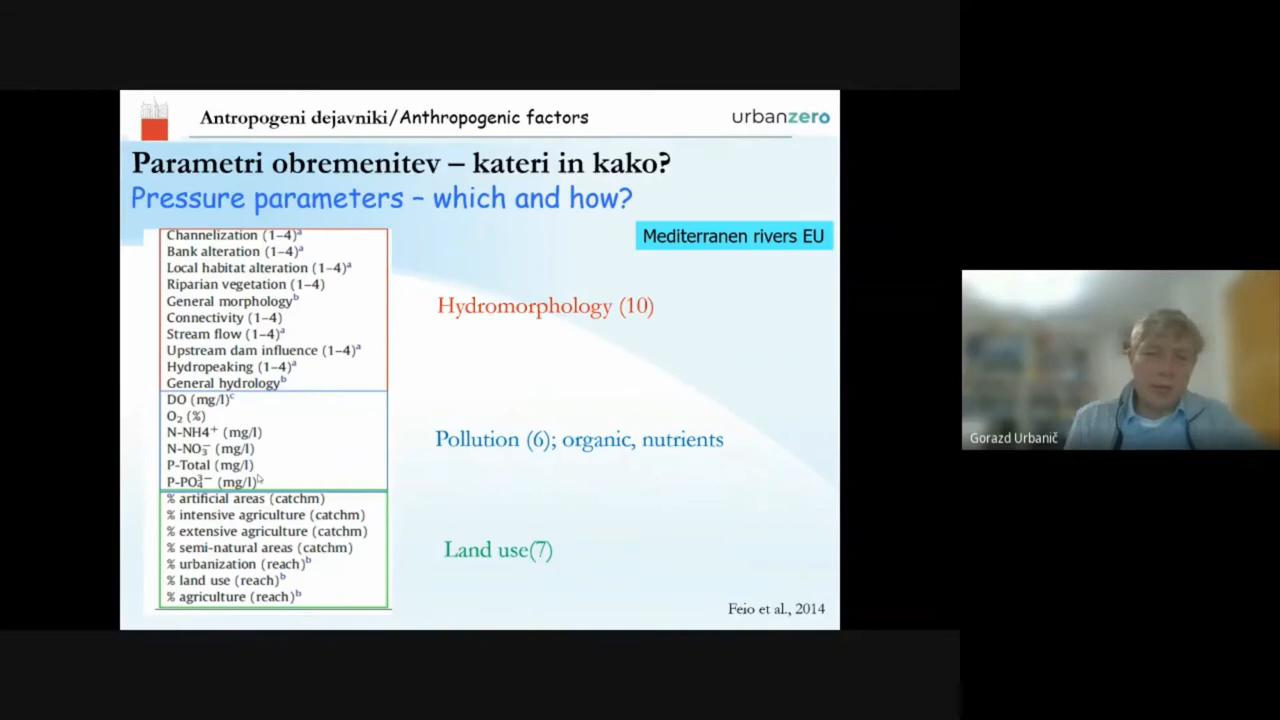 Antropogeni dejavniki/Anthropogenic factors
urbanzero
Parametri obremenitev – kateri in kako?
Pressure parameters – which and how?
Mediterranen rivers EU
Channelization (1–4)ᵃ
Bank alteration (1–4)ᵃ
Local habitat alteration (1–4)ᵃ
Riparian vegetation (1–4)
General morphologyᵇ
Connectivity (1–4)
Stream flow (1–4)ᵃ
Upstream dam influence (1–4)ᵃ
Hydropeaking (1–4)ᵃ
General hydrologyᵇ
Hydromorphology (10)
DO (mg/l)ᶜ
O₂ (%)
N-NH4⁺ (mg/l)
N-NO₃⁻ (mg/l)
P-Total (mg/l)
P-PO₄³⁻ (mg/l)
Pollution (6); organic, nutrients
% artificial areas (catchm)
% intensive agriculture (catchm)
% extensive agriculture (catchm)
% semi-natural areas (catchm)
% urbanization (reach)ᵇ
% land use (reach)ᵇ
% agriculture (reach)ᵇ
Land use(7)
Feio et al., 2014
Gorazd Urbanič